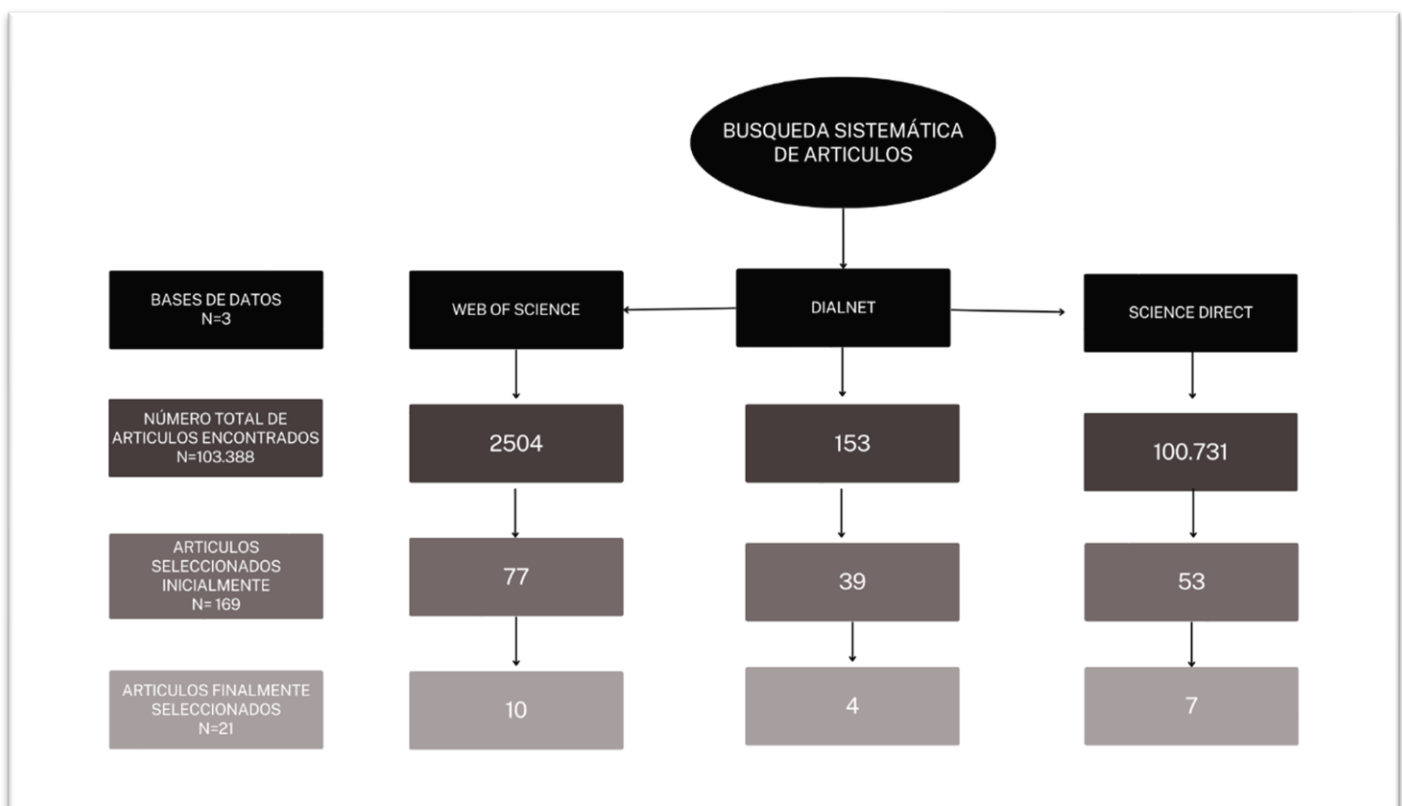 BUSQUEDA SISTEMÁTICA
DE ARTICULOS
BASES DE DATOS
N=3
WEB OF SCIENCE
DIALNET
SCIENCE DIRECT
NÚMERO TOTAL DE
ARTICULOS ENCONTRADOS
N=103.388
2504
153
100.731
ARTICULOS
SELECCIONADOS
INICIALMENTE
N= 169
77
39
53
ARTICULOS FINALMENTE
SELECCIONADOS
N=21
10
4
7